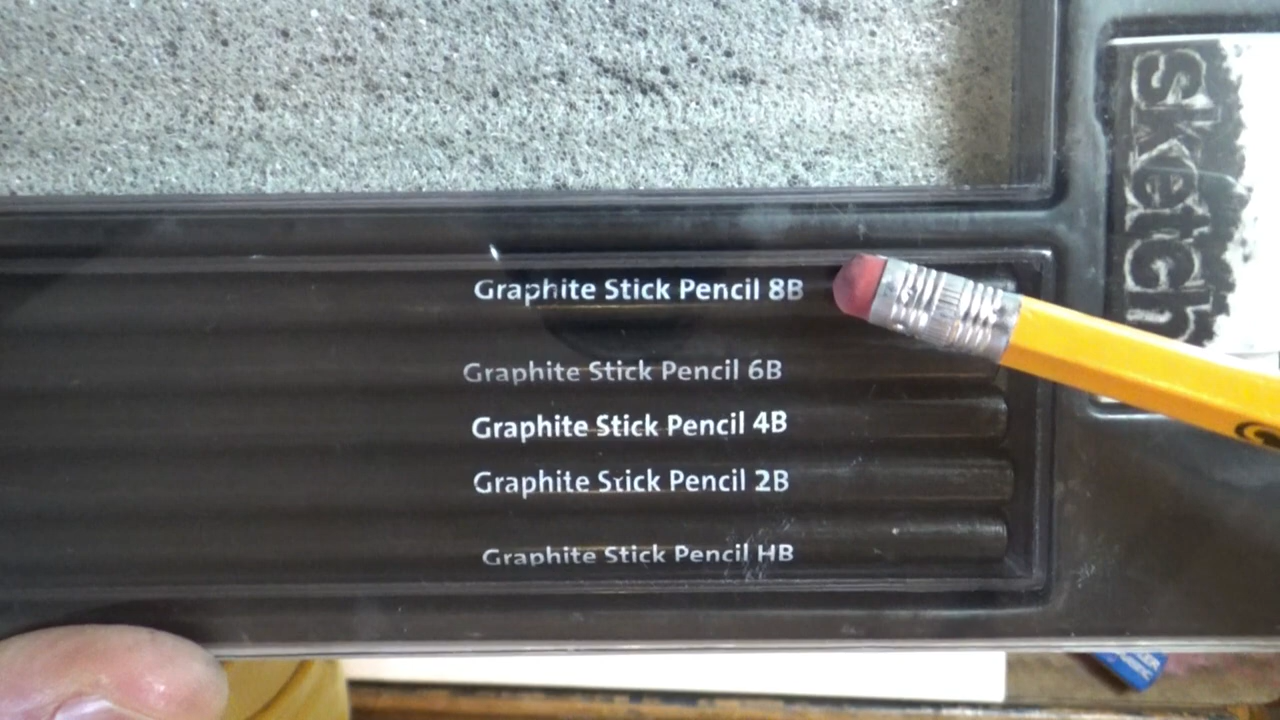 Graphite Stick Pencil 8B
Graphite Stick Pencil 6B
Graphite Stick Pencil 4B
Graphite Stick Pencil 2B
Graphite Stick Pencil HB
sketch